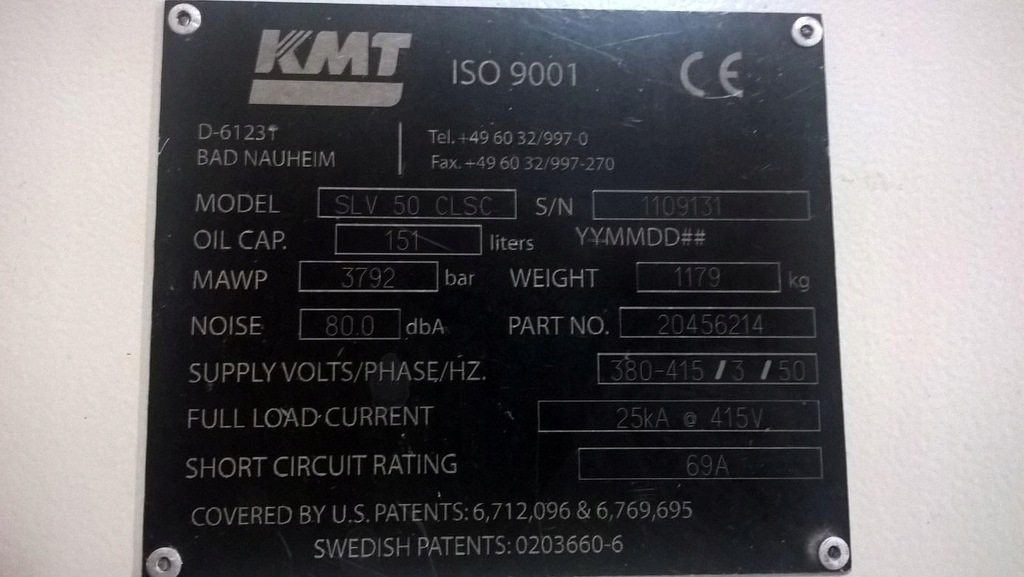 KMT ISO 9001 CE
D-61231 Tel. +49 60 32/997-0
BAD NAUHEIM Fax. +49 60 32/997-270
MODEL SLV 50 CLSC S/N 1109131
OIL CAP. 151 liters YYMMDD##
MAWP 3792 bar WEIGHT 1179 kg
NOISE 80.0 dbA PART NO. 20456214
SUPPLY VOLTS/PHASE/HZ. 380-415 / 3 / 50
FULL LOAD CURRENT 25kA @ 415V
SHORT CIRCUIT RATING 69A
COVERED BY U.S. PATENTS: 6,712,096 & 6,769,695
SWEDISH PATENTS: 0203660-6